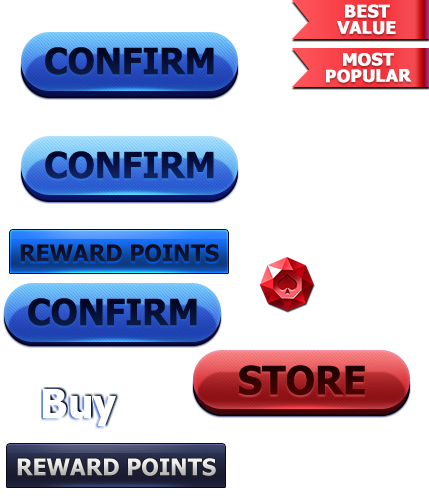 BEST
VALUE
CONFIRM
MOST
POPULAR
CONFIRM
REWARD POINTS
CONFIRM
STORE
Buy
REWARD POINTS